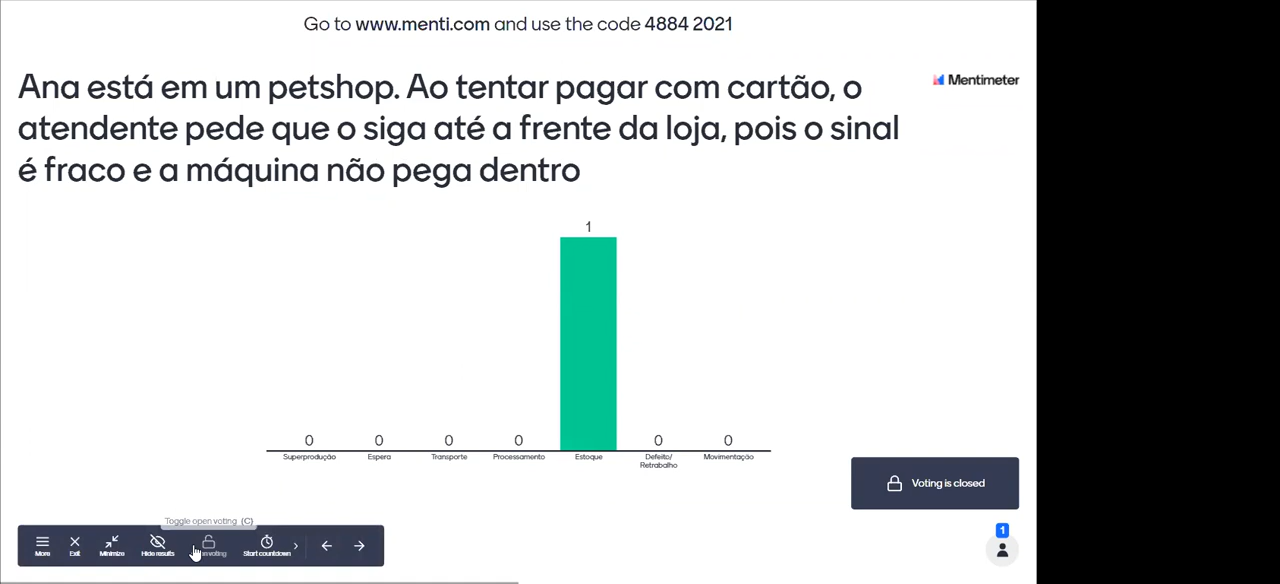 Go to www.menti.com and use the code 4884 2021
Mentimeter
Ana está em um petshop. Ao tentar pagar com cartão, o
atendente pede que o siga até a frente da loja, pois o sinal
é fraco e a máquina não pega dentro
1
0 0 0 0 0 0
Superprodução Espera Transporte Processamento Estoque Defeito/ Movimentação
Retrabalho
Voting is closed
Toggle open voting (C)
1
More Exit Minimize Hide results voting Start countdown